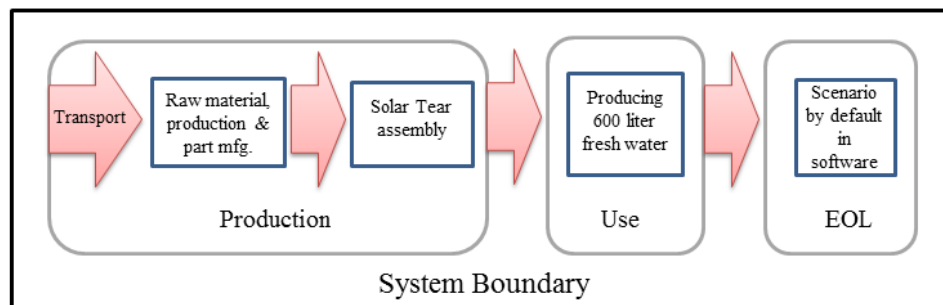 Transport
Raw material,
production &
part mfg.
Solar Tear
assembly
Production
Producing
600 liter
fresh water
Use
Scenario
by default
in
software
EOL
System Boundary